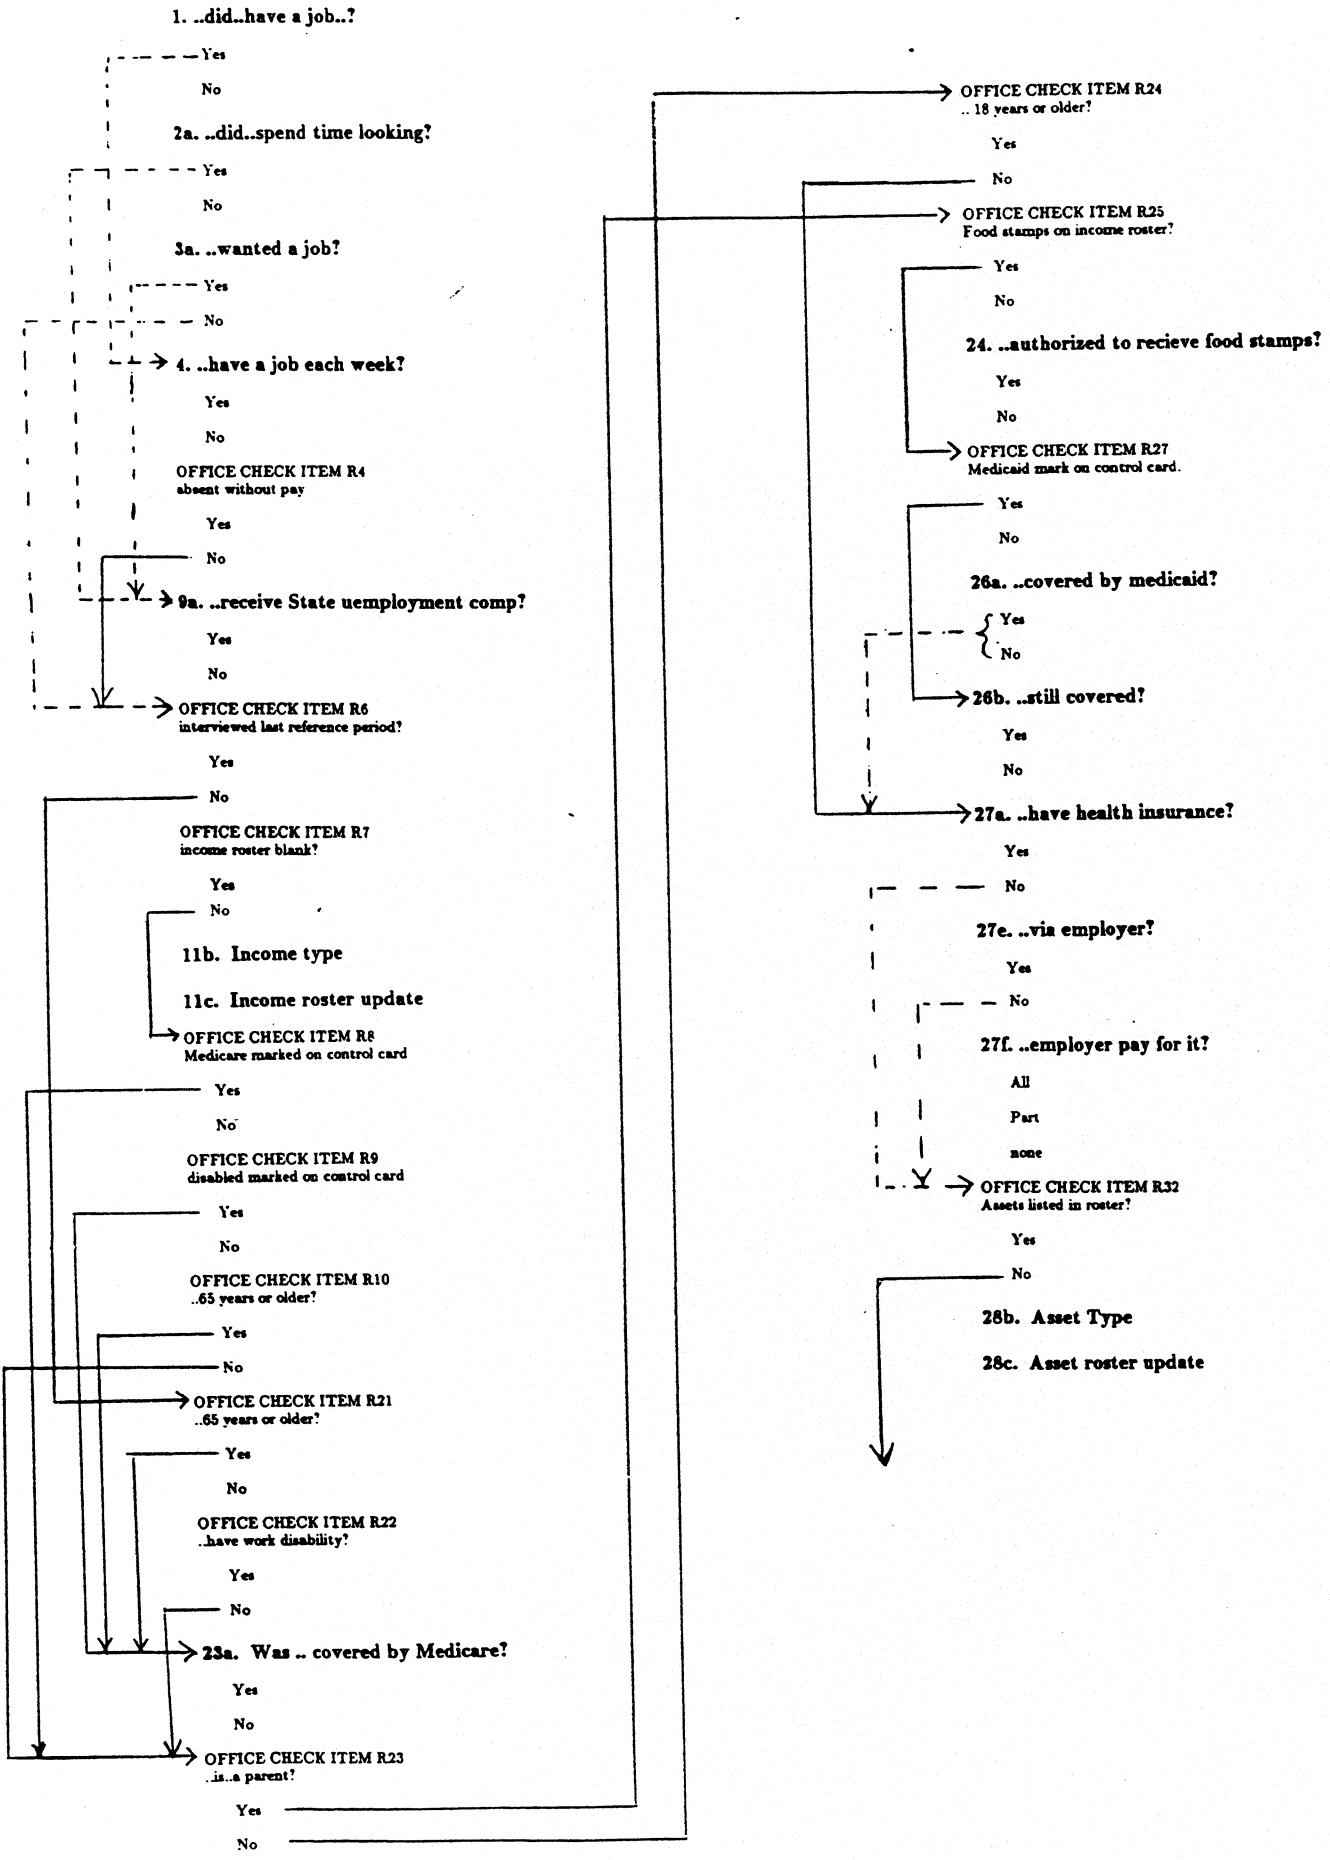 1. ..did..have a job..?
Yes
No
2a. ..did..spend time looking?
Yes
No
3a. ..wanted a job?
Yes
No
4. ..have a job each week?
Yes
No
OFFICE CHECK ITEM R4
absent without pay
Yes
No
9a. ..receive State uemployment comp?
Yes
No
OFFICE CHECK ITEM R6
interviewed last reference period?
Yes
No
OFFICE CHECK ITEM R7
income roster blank?
Yes
No
11b. Income type
11c. Income roster update
OFFICE CHECK ITEM R8
Medicare marked on control card
Yes
No
OFFICE CHECK ITEM R9
disabled marked on control card
Yes
No
OFFICE CHECK ITEM R10
..65 years or older?
Yes
No
OFFICE CHECK ITEM R21
..65 years or older?
Yes
No
OFFICE CHECK ITEM R22
..have work disability?
Yes
No
23a. Was .. covered by Medicare?
Yes
No
OFFICE CHECK ITEM R23
..is..a parent?
Yes
No
OFFICE CHECK ITEM R24
.. 18 years or older?
Yes
No
OFFICE CHECK ITEM R25
Food stamps on income roster?
Yes
No
24. ..authorized to recieve food stamps?
Yes
No
OFFICE CHECK ITEM R27
Medicaid mark on control card.
Yes
No
26a. ..covered by medicaid?
Yes
No
26b. ..still covered?
Yes
No
27a. ..have health insurance?
Yes
No
27e. ..via employer?
Yes
No
27f. ..employer pay for it?
All
Part
none
OFFICE CHECK ITEM R32
Assets listed in roster?
Yes
No
28b. Asset Type
28c. Asset roster update